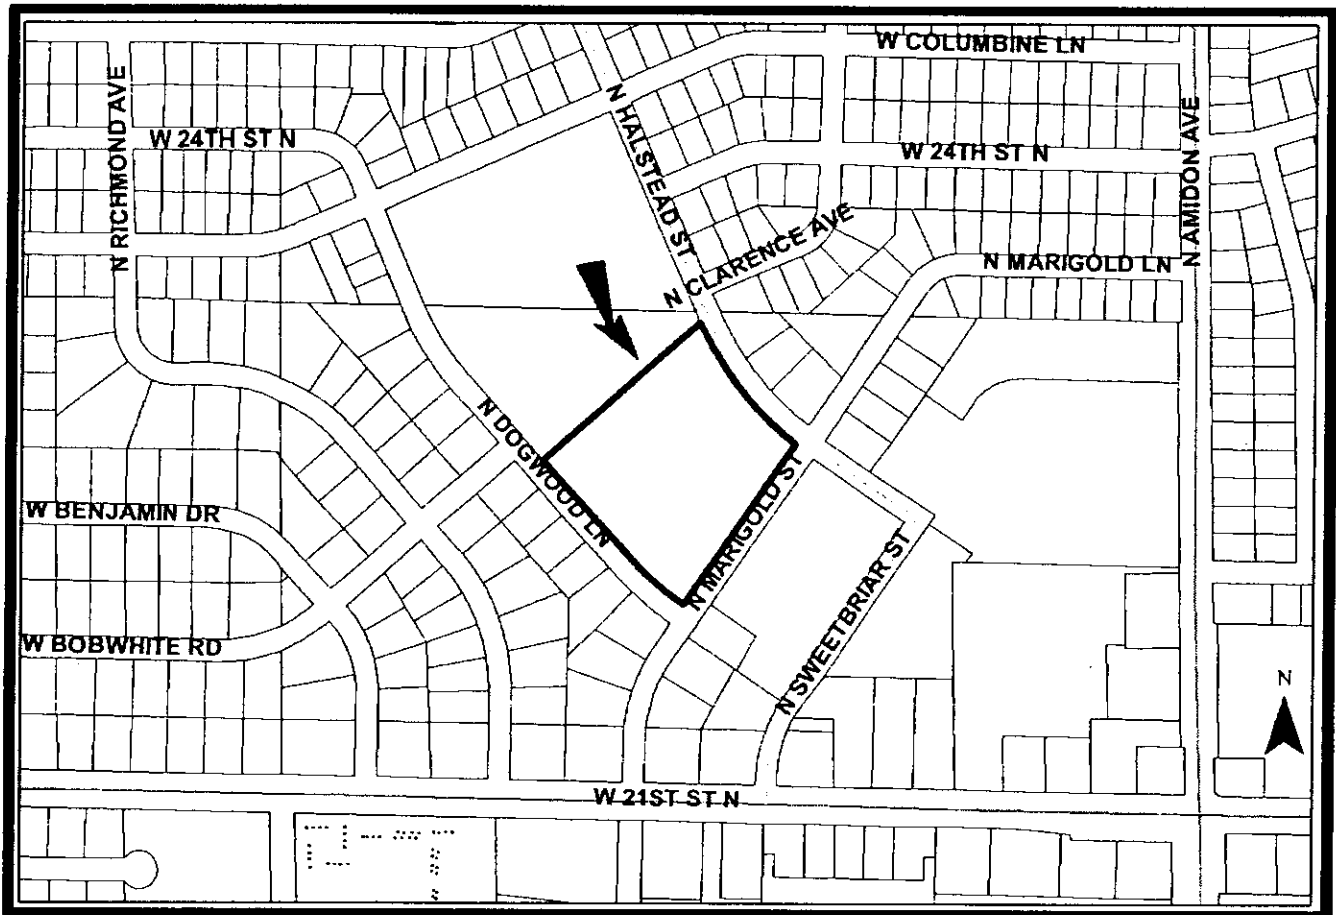 W COLUMBINE LN
N RICHMOND AVE
N HALSTEAD ST
N AMIDON AVE
W 24TH ST N
W 24TH ST N
N CLARENCE AVE
N MARIGOLD LN
N DOGWOOD LN
N MARIGOLD ST
W BENJAMIN DR
N SWEETBRIAR ST
W BOBWHITE RD
N
W 21ST ST N